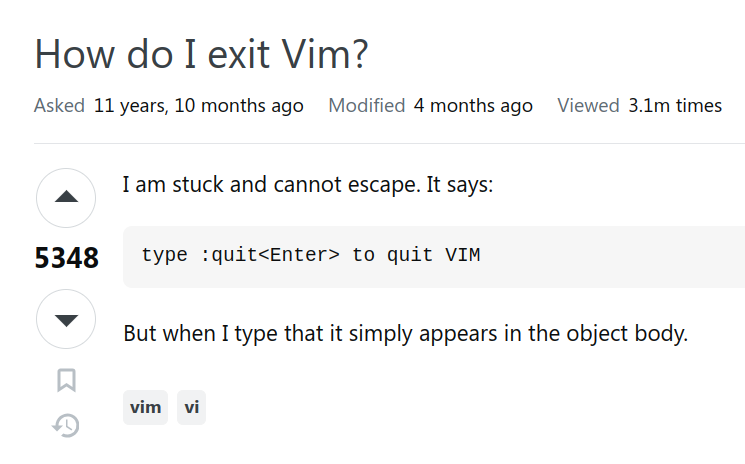 How do I exit Vim?
Asked 11 years, 10 months ago Modified 4 months ago Viewed 3.1m times
I am stuck and cannot escape. It says:
5348
type :quit<Enter> to quit VIM
But when I type that it simply appears in the object body.
vim vi